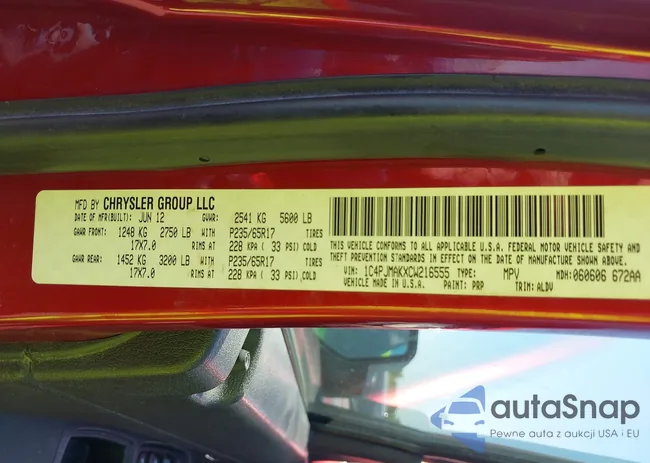 MFD BY CHRYSLER GROUP LLC
DATE OF MFR(BUILT): JUN 12 GVWR: 2541 KG 5600 LB
GAWR FRONT: 1248 KG 2750 LB WITH P235/65R17 TIRES
17X7.0 RIMS AT 228 KPA ( 33 PSI) COLD
GAWR REAR: 1452 KG 3200 LB WITH P235/65R17 TIRES
17X7.0 RIMS AT 228 KPA ( 33 PSI) COLD
THIS VEHICLE CONFORMS TO ALL APPLICABLE U.S.A. FEDERAL MOTOR VEHICLE SAFETY AND
THEFT PREVENTION STANDARDS IN EFFECT ON THE DATE OF MANUFACTURE SHOWN ABOVE.
VIN: 1C4PJMAKXCW216555 TYPE: MPV MDH: 060606 672AA
VEHICLE MADE IN U.S.A. PAINT: PRP TRIM: ALDV
autaSnap
Pewne auta z aukcji USA i EU